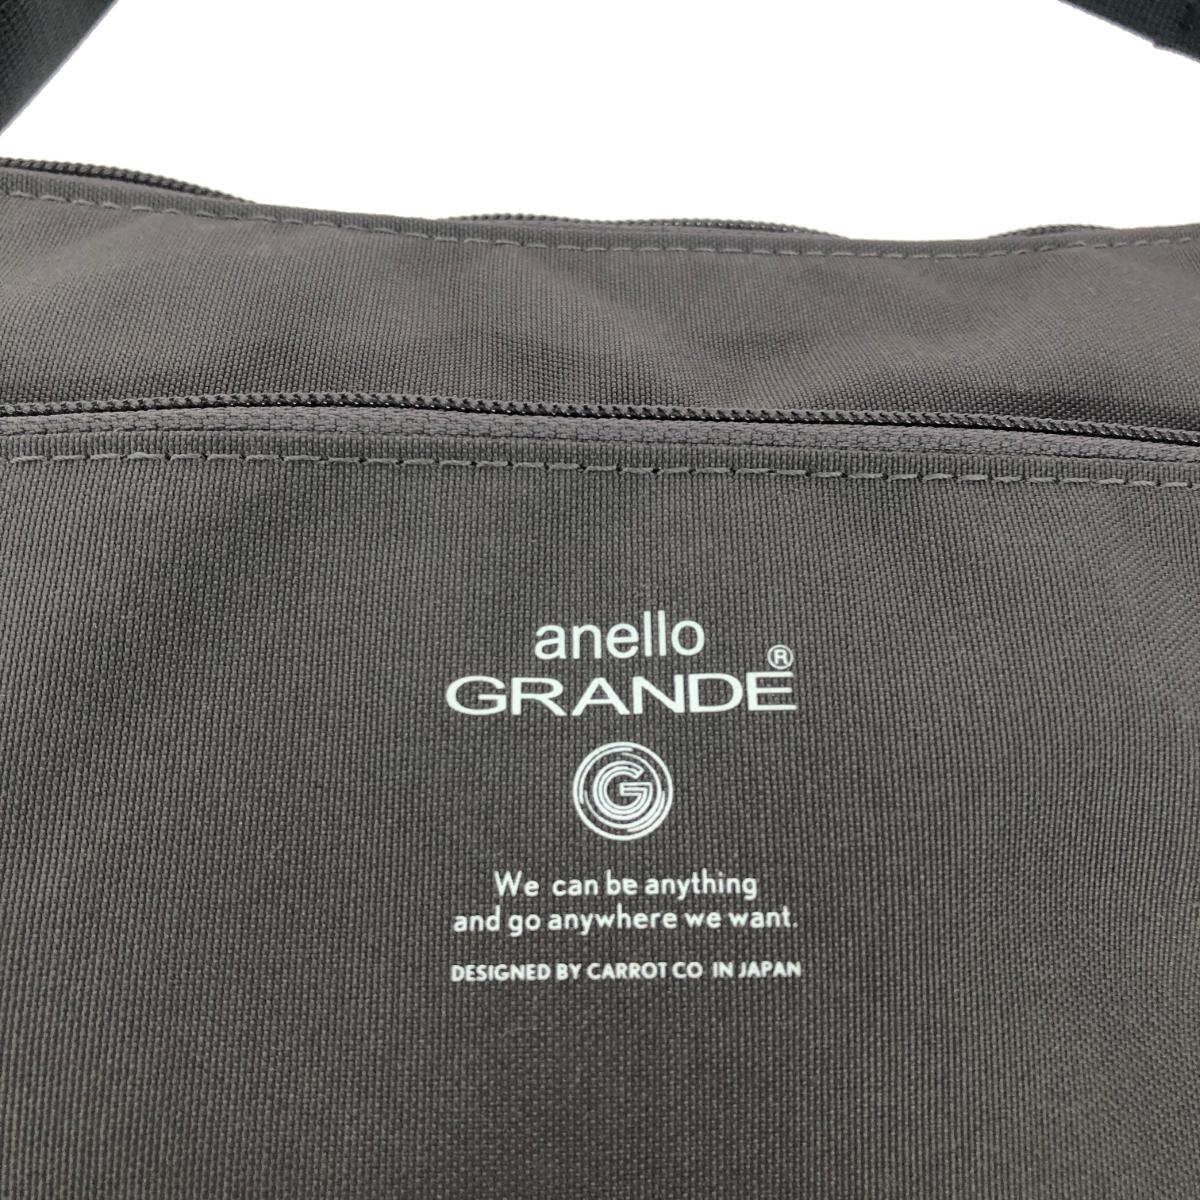 anello
GRANDE®
G
We can be anything
and go anywhere we want.
DESIGNED BY CARROT CO IN JAPAN